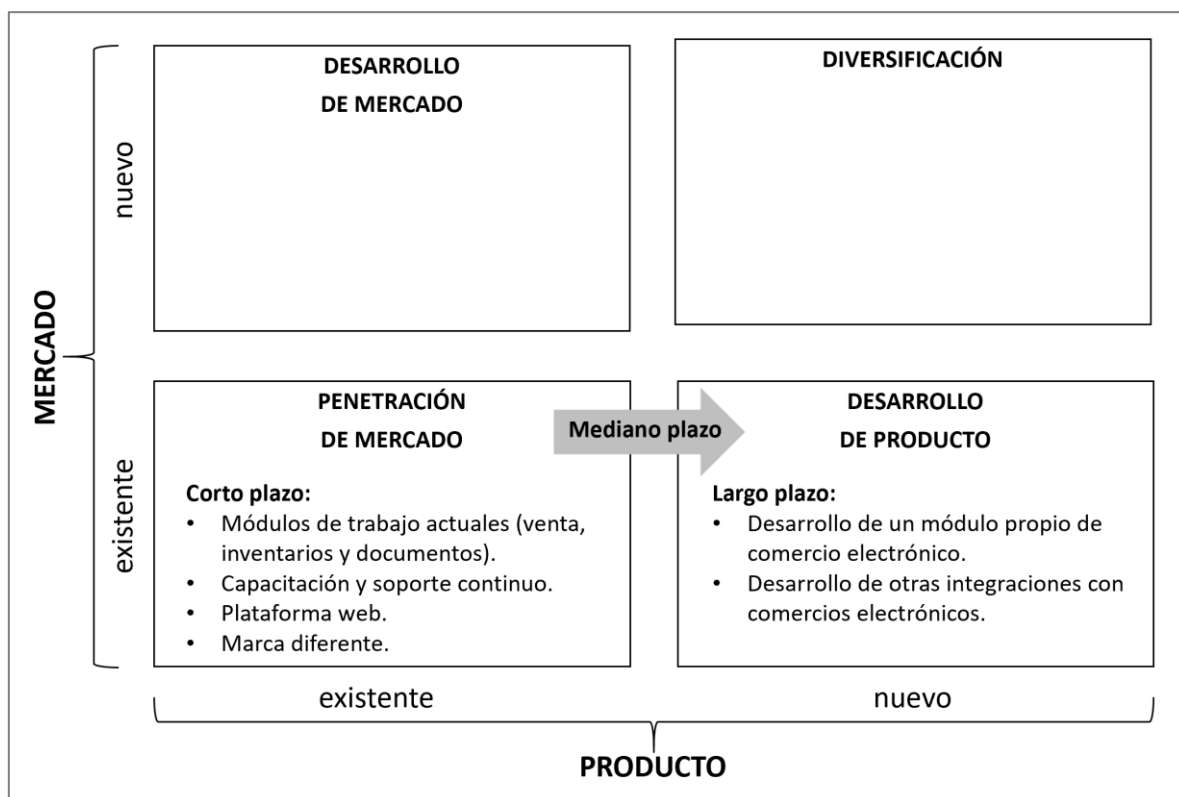 DESARROLLO
DE MERCADO
DIVERSIFICACIÓN
nuevo
MERCADO
existente
PENETRACIÓN
DE MERCADO
Corto plazo:
• Módulos de trabajo actuales (venta,
inventarios y documentos).
• Capacitación y soporte continuo.
• Plataforma web.
• Marca diferente.
Mediano plazo
DESARROLLO
DE PRODUCTO
Largo plazo:
• Desarrollo de un módulo propio de
comercio electrónico.
• Desarrollo de otras integraciones con
comercios electrónicos.
existente
nuevo
PRODUCTO